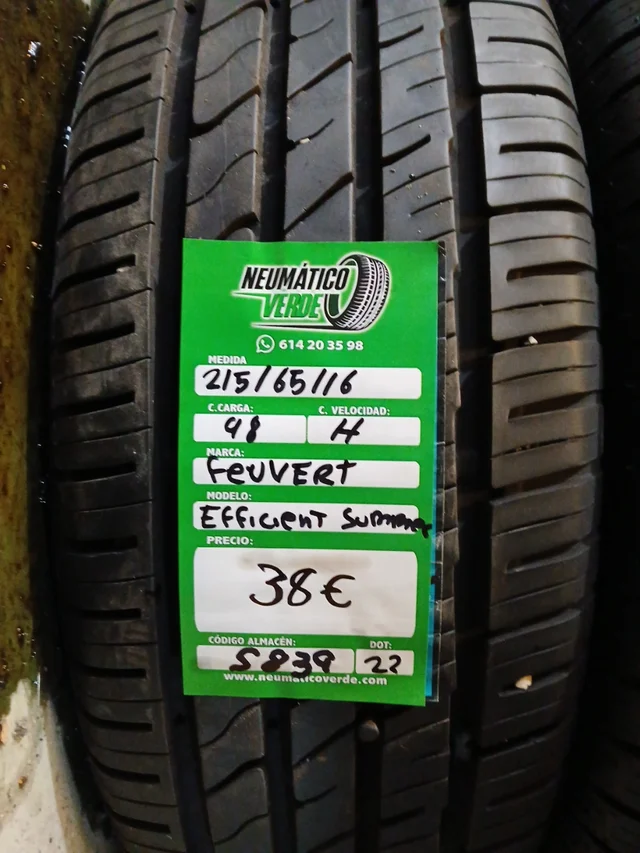 NEUMÁTICO
VERDE
614 20 35 98
MEDIDA
215/65/16
C.CARGA: C. VELOCIDAD:
98 H
MARCA:
FEUVERT
MODELO:
EFFICIENT SUMMER
PRECIO:
38€
CÓDIGO ALMACÉN: DOT:
5839 22
www.neumaticoverde.com